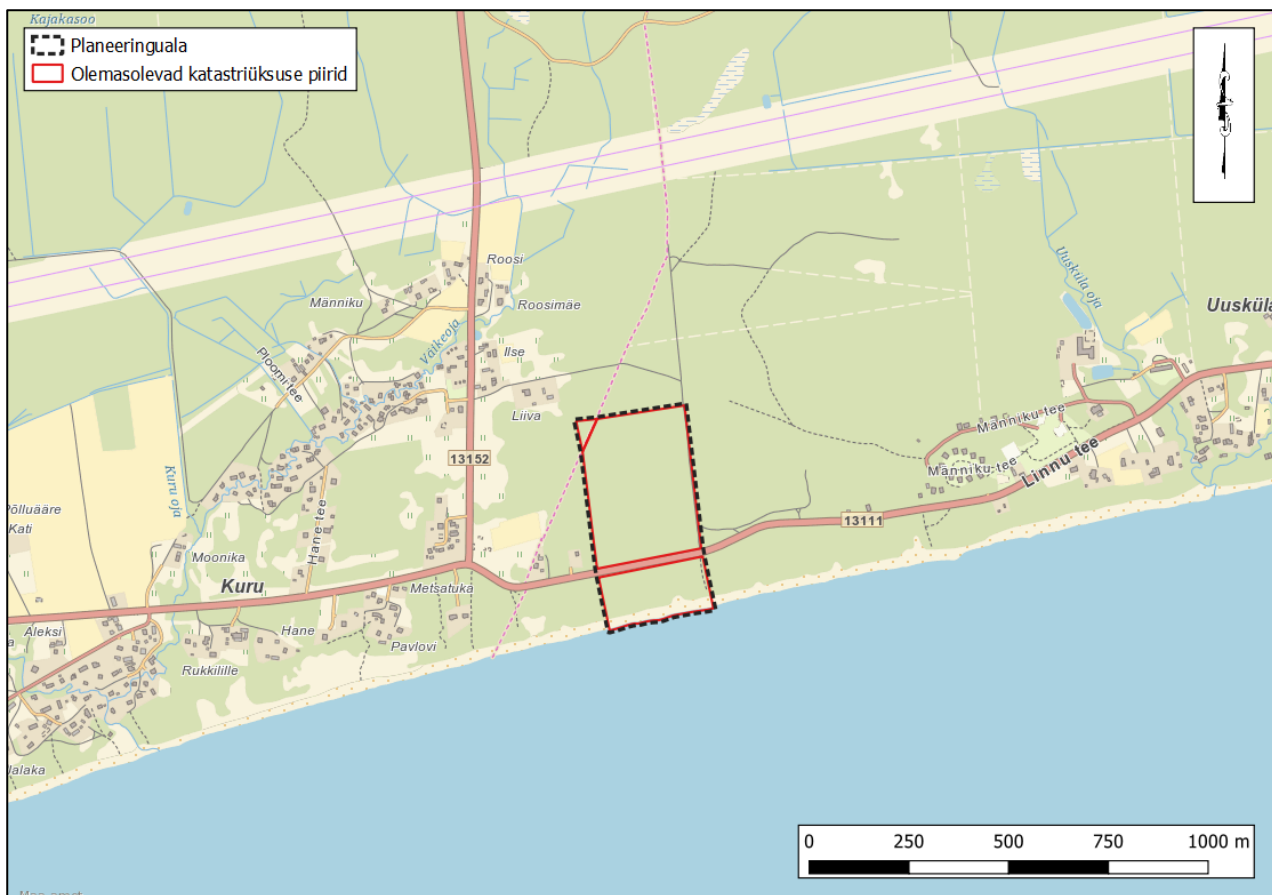 Kajakasoo
Planeeringuala
Olemasolevad katastriüksuse piirid
Roosi
Männiku
Roosimäe
Uusküla oja
Uusküla
Väikeoja
Ilse
Ploomi tee
Liiva
Männiku tee
13152
Männiku tee
Linnu tee
Kuru oja
Hane tee
Põlluääre
Kati
13111
Moonika
Kuru
Metsatuka
Aleksi
Hane
Pavlovi
Rukkilille
Jalaka
0 250 500 750 1000 m